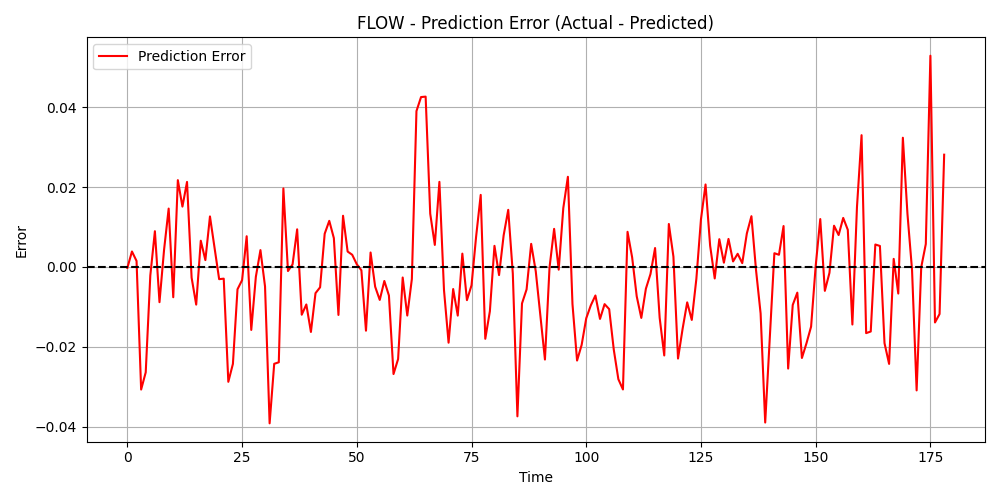 FLOW - Prediction Error (Actual - Predicted)
Prediction Error
0.04
0.02
0.00
−0.02
−0.04
Error
0 25 50 75 100 125 150 175
Time